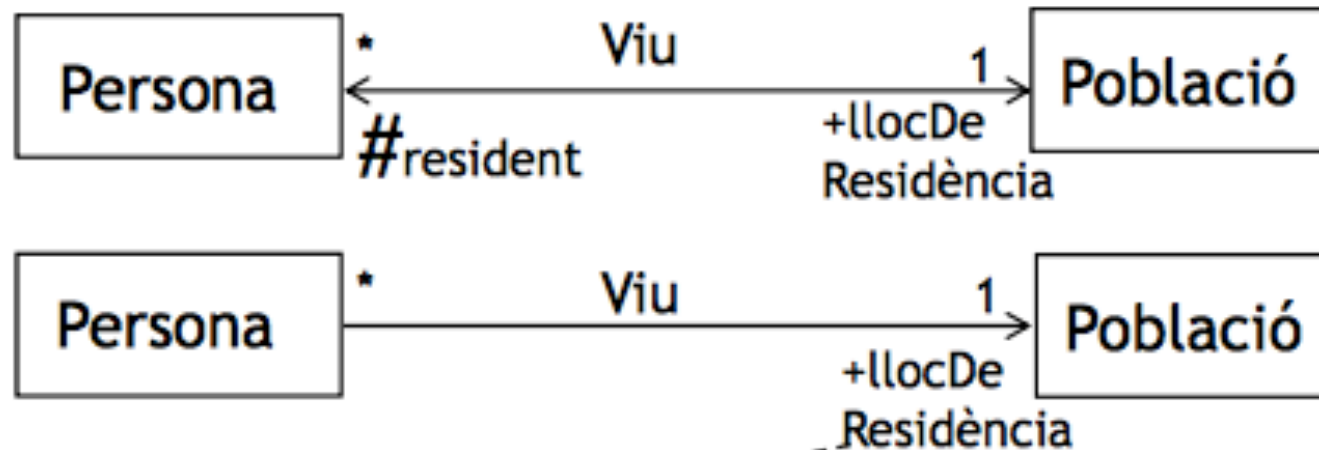 Persona * Viu 1 Població
#resident +llocDe
Residència
Persona * Viu 1 Població
+llocDe
Residència